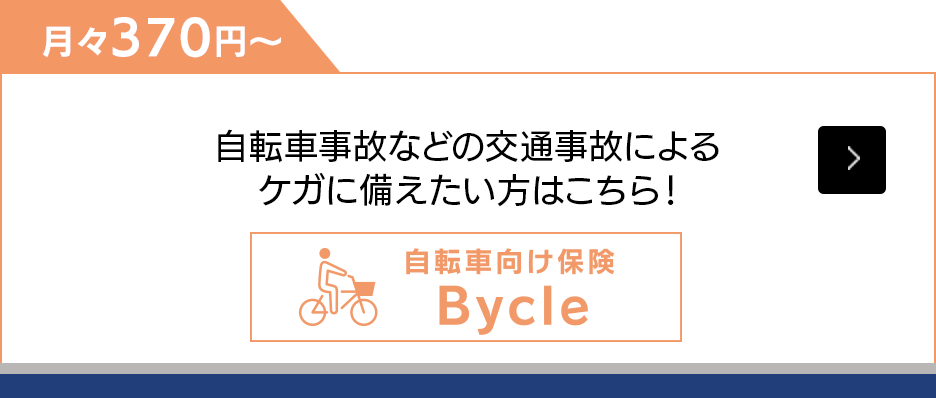 月々370円〜
自転車事故などの交通事故による
ケガに備えたい方はこちら！
自転車向け保険
Bycle